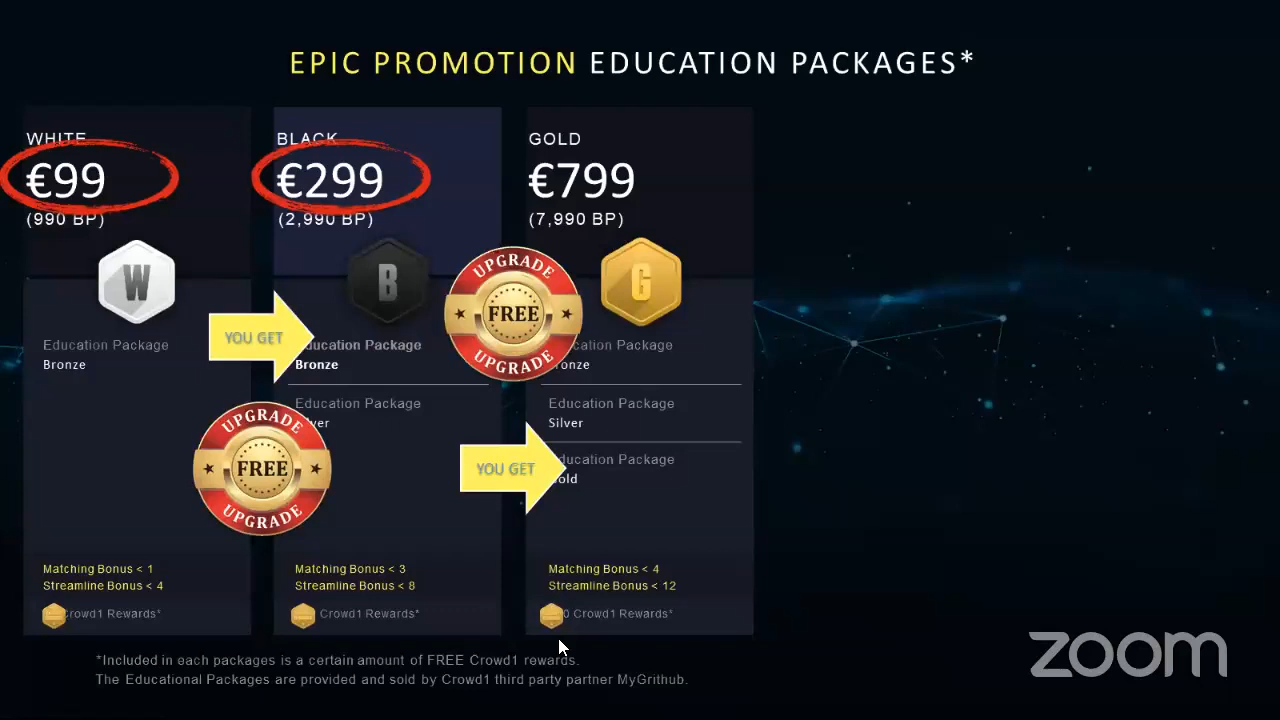 EPIC PROMOTION EDUCATION PACKAGES*
WHITE
€99
(990 BP)
W
Education Package
Bronze
Matching Bonus < 1
Streamline Bonus < 4
Crowd1 Rewards*
BLACK
€299
(2,990 BP)
B
YOU GET
Education Package
Bronze
Education Package
UPGRADE
FREE
UPGRADE
Matching Bonus < 3
Streamline Bonus < 8
Crowd1 Rewards*
GOLD
€799
(7,990 BP)
G
UPGRADE
FREE
UPGRADE
Package
Education Package
Silver
YOU GET
Package
Matching Bonus < 4
Streamline Bonus < 12
Crowd1 Rewards*
*Included in each packages is a certain amount of FREE Crowd1 rewards.
The Educational Packages are provided and sold by Crowd1 third party partner MyGrithub.
zoom